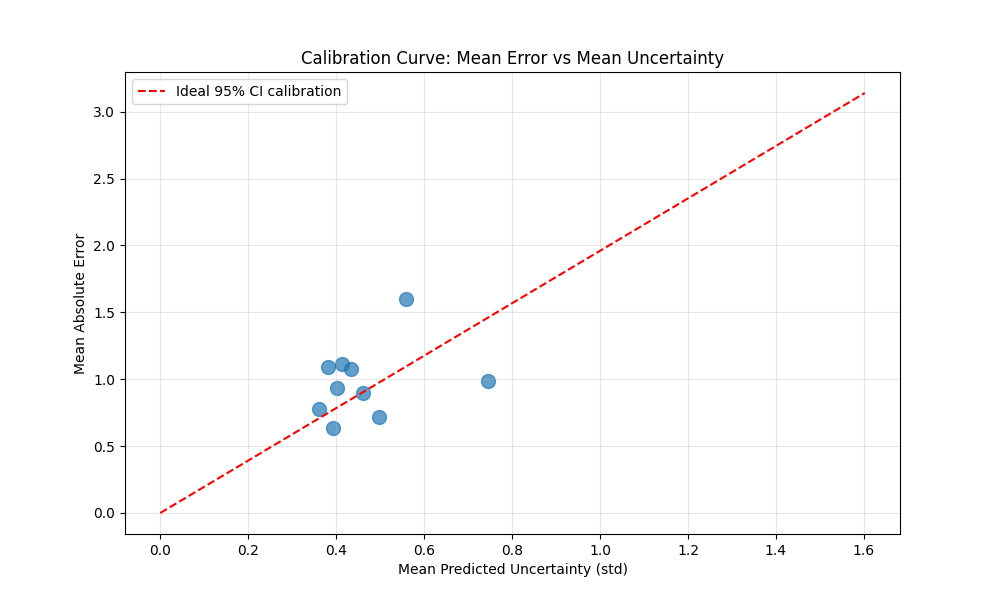 Calibration Curve: Mean Error vs Mean Uncertainty
Ideal 95% CI calibration
Mean Absolute Error
3.0
2.5
2.0
1.5
1.0
0.5
0.0
0.0 0.2 0.4 0.6 0.8 1.0 1.2 1.4 1.6
Mean Predicted Uncertainty (std)